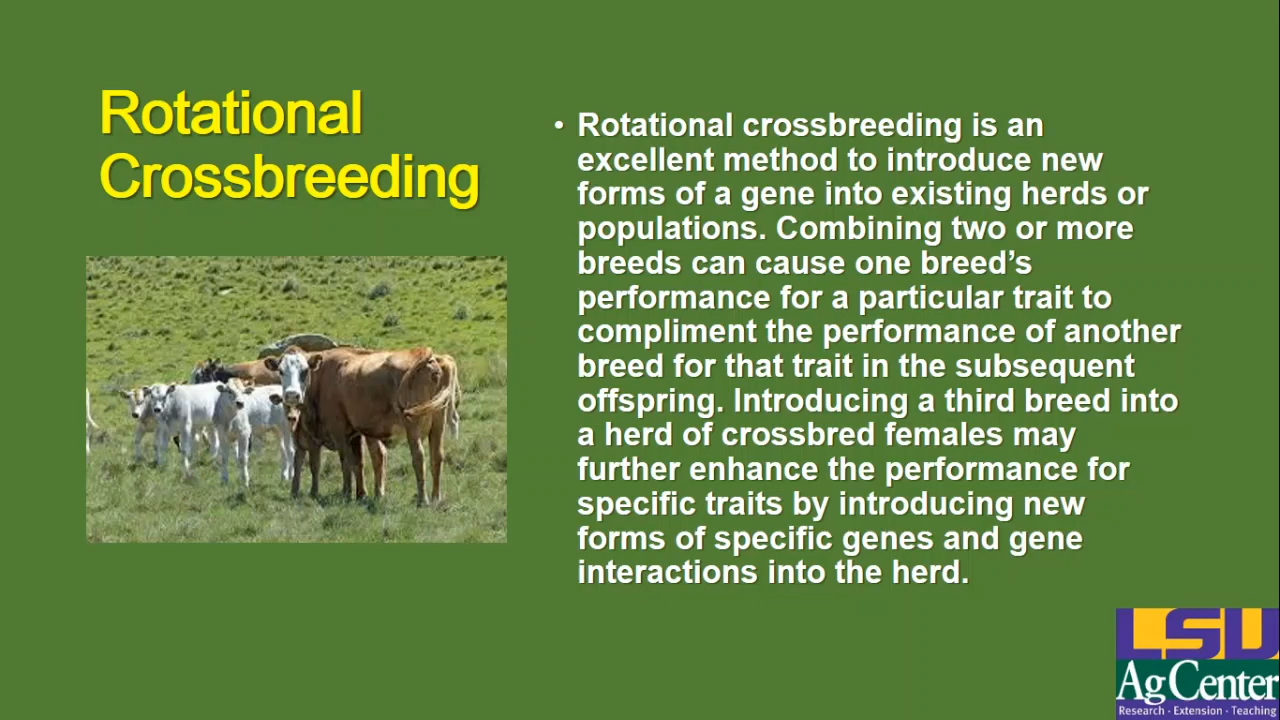 Rotational
Crossbreeding
• Rotational crossbreeding is an
excellent method to introduce new
forms of a gene into existing herds or
populations. Combining two or more
breeds can cause one breed’s
performance for a particular trait to
compliment the performance of another
breed for that trait in the subsequent
offspring. Introducing a third breed into
a herd of crossbred females may
further enhance the performance for
specific traits by introducing new
forms of specific genes and gene
interactions into the herd.
LSU
AgCenter
Research · Extension · Teaching